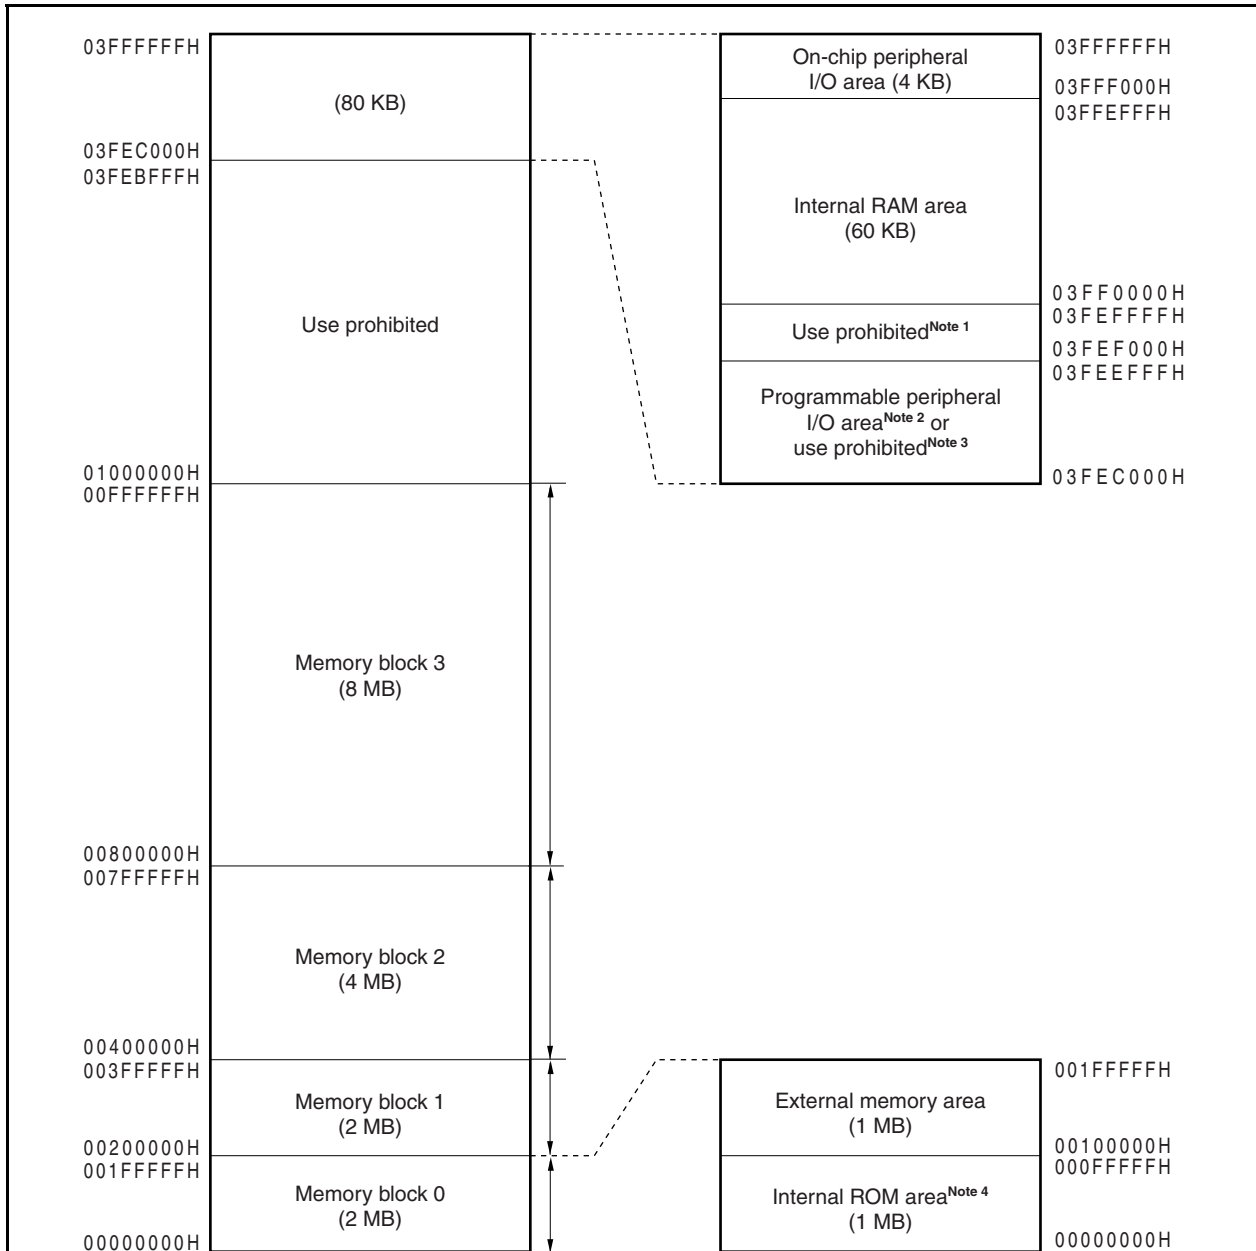 03FFFFFFH
(80 KB)
03FEC000H
03FEBFFFH
Use prohibited
01000000H
00FFFFFFH
Memory block 3
(8 MB)
00800000H
007FFFFFH
Memory block 2
(4 MB)
00400000H
003FFFFFH
Memory block 1
(2 MB)
00200000H
001FFFFFH
Memory block 0
(2 MB)
00000000H
On-chip peripheral
I/O area (4 KB)
03FFFFFFH
03FFF000H
03FFEFFFH
Internal RAM area
(60 KB)
03FF0000H
03FEFFFFH
Use prohibitedNote 1
03FEF000H
03FEEFFFH
Programmable peripheral
I/O areaNote 2 or
use prohibitedNote 3
03FEC000H
001FFFFFH
External memory area
(1 MB)
00100000H
000FFFFFH
Internal ROM areaNote 4
(1 MB)
00000000H